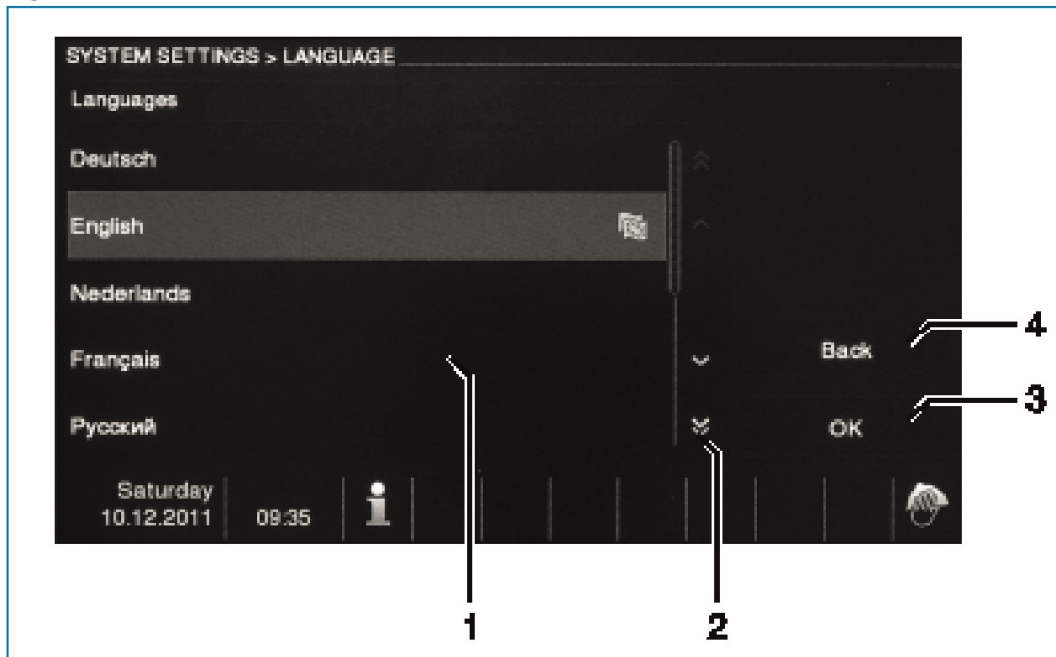 SYSTEM SETTINGS > LANGUAGE
Languages
Deutsch
English
Nederlands
Français
Русский
Back
OK
Saturday
10.12.2011
09:35
1
2
3
4